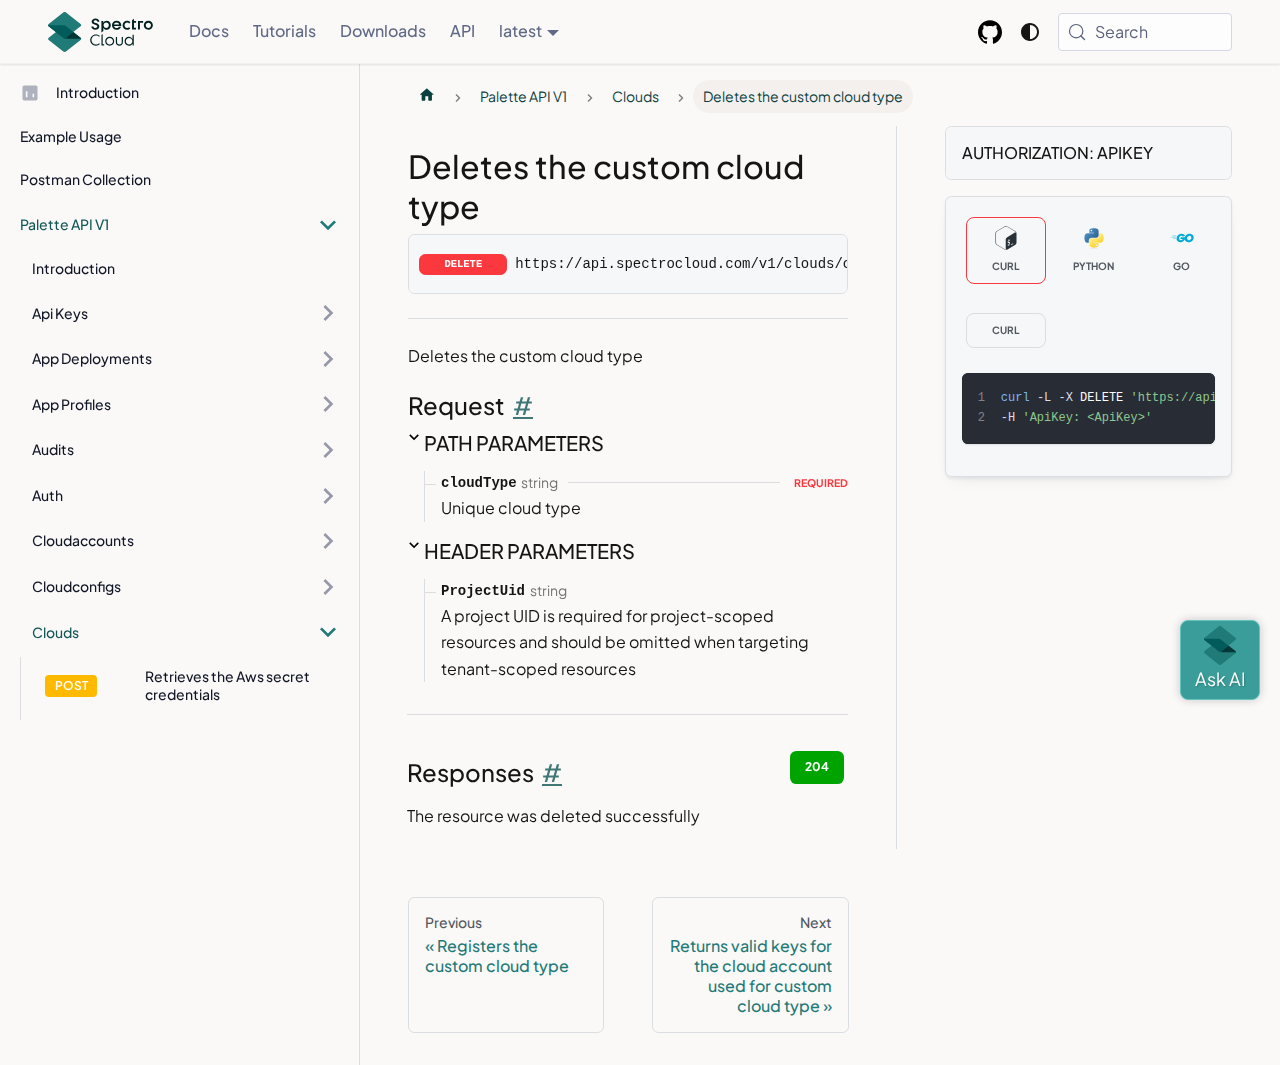 Spectro Cloud
Docs
Tutorials
Downloads
API
latest
Search
Introduction
Example Usage
Postman Collection
Palette API V1
Introduction
Api Keys
App Deployments
App Profiles
Audits
Auth
Cloudaccounts
Cloudconfigs
Clouds
POST
Retrieves the Aws secret
credentials
Palette API V1
Clouds
Deletes the custom cloud type
Deletes the custom cloud
type
DELETE https://api.spectrocloud.com/v1/clouds/
Deletes the custom cloud type
Request #
PATH PARAMETERS
cloudType string REQUIRED
Unique cloud type
HEADER PARAMETERS
ProjectUid string
A project UID is required for project-scoped
resources and should be omitted when targeting
tenant-scoped resources
Responses #
204
The resource was deleted successfully
Previous
« Registers the
custom cloud type
Next
Returns valid keys for
the cloud account
used for custom
cloud type »
AUTHORIZATION: APIKEY
CURL
PYTHON
GO
CURL
1 curl -L -X DELETE 'https://api
2 -H 'ApiKey: <ApiKey>'
Ask AI